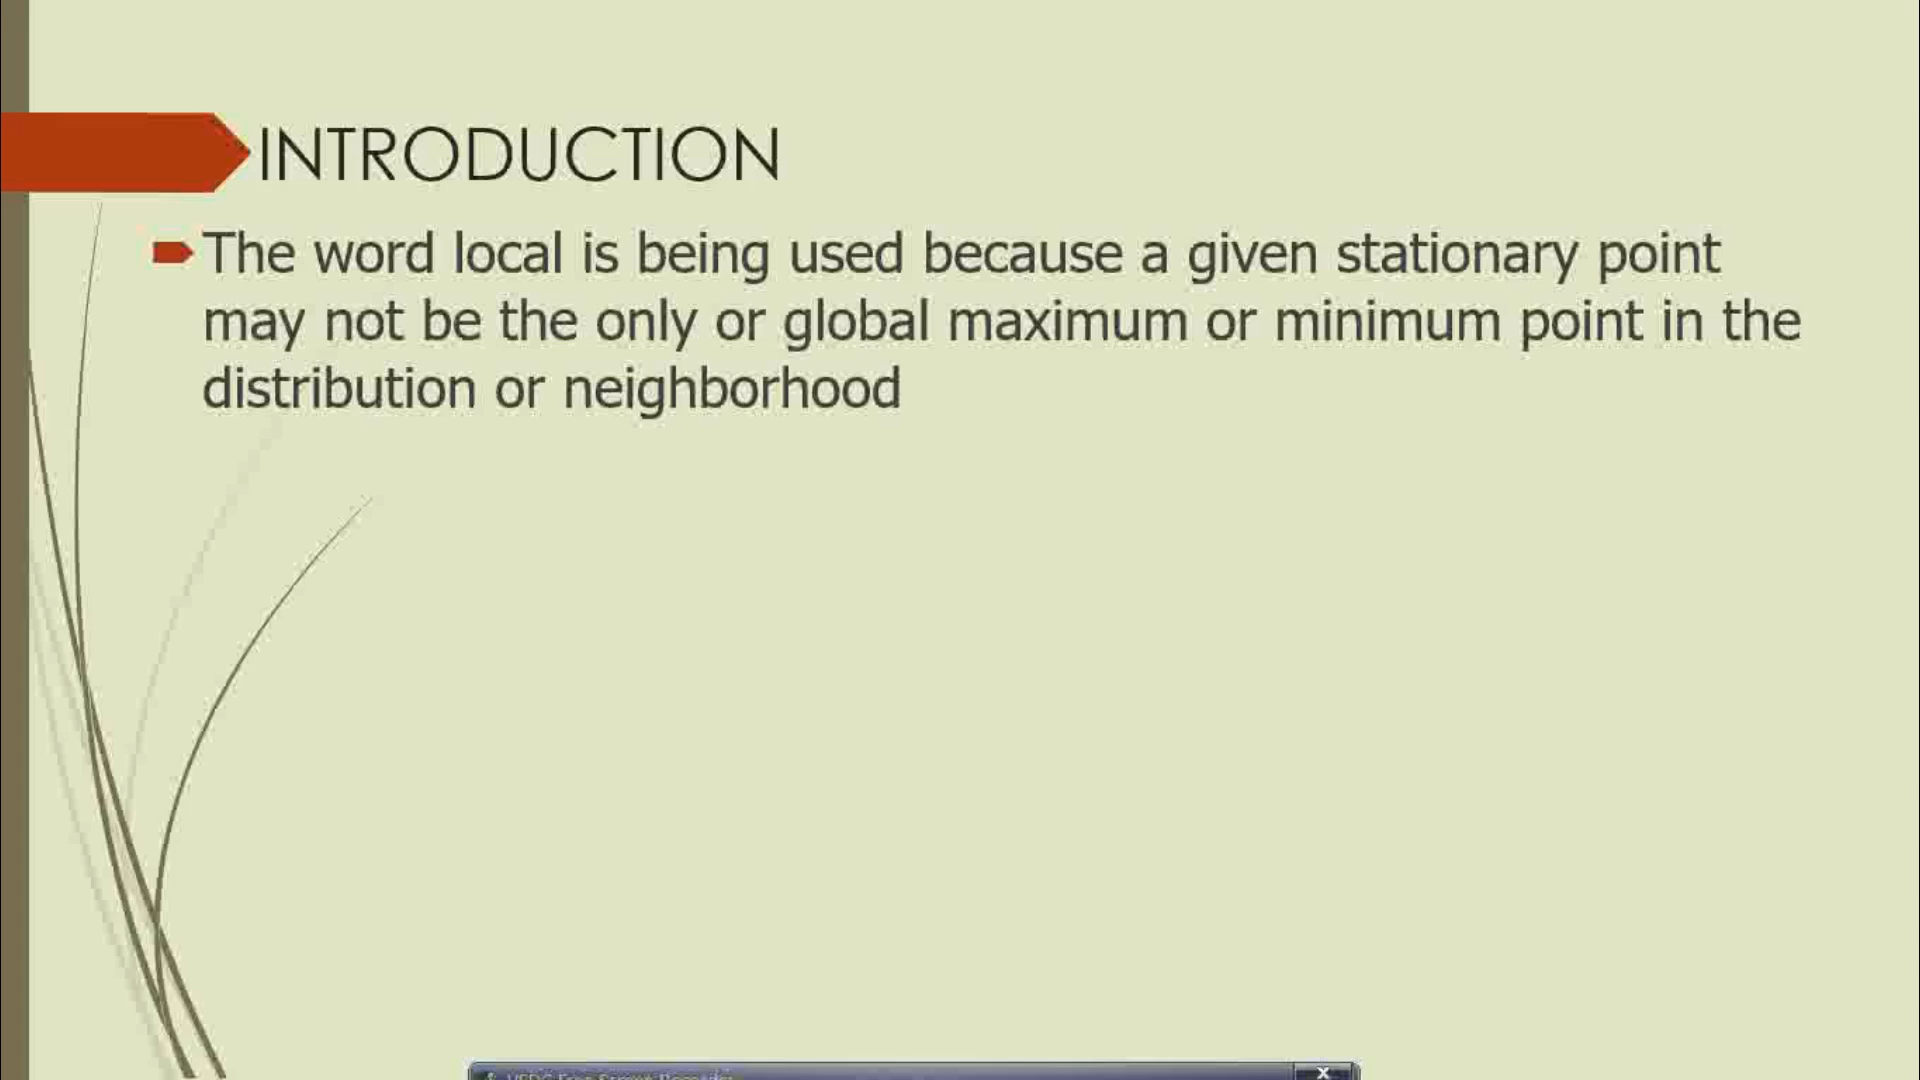 INTRODUCTION
The word local is being used because a given stationary point
may not be the only or global maximum or minimum point in the
distribution or neighborhood
x